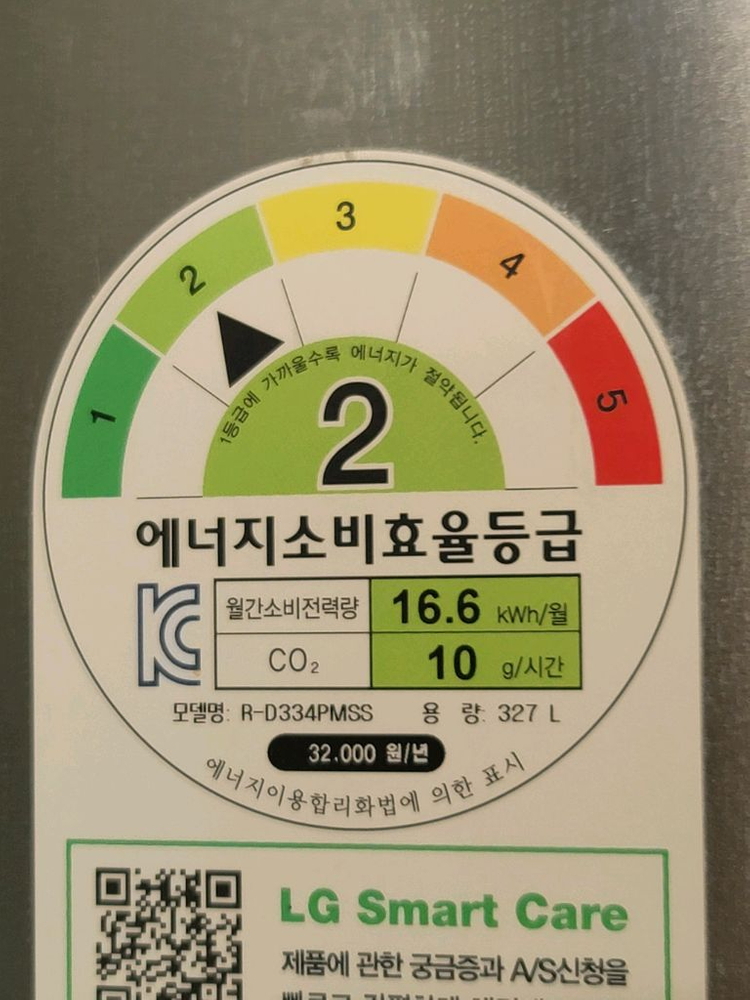 1
2
3
4
5
1등급에 가까울수록 에너지가 절약됩니다.
2
에너지소비효율등급
월간소비전력량 16.6 kWh/월
CO₂ 10 g/시간
모델명: R-D334PMSS 용 량: 327 L
32,000 원/년
에너지이용합리화법에 의한 표시
LG Smart Care
제품에 관한 궁금증과 A/S신청을